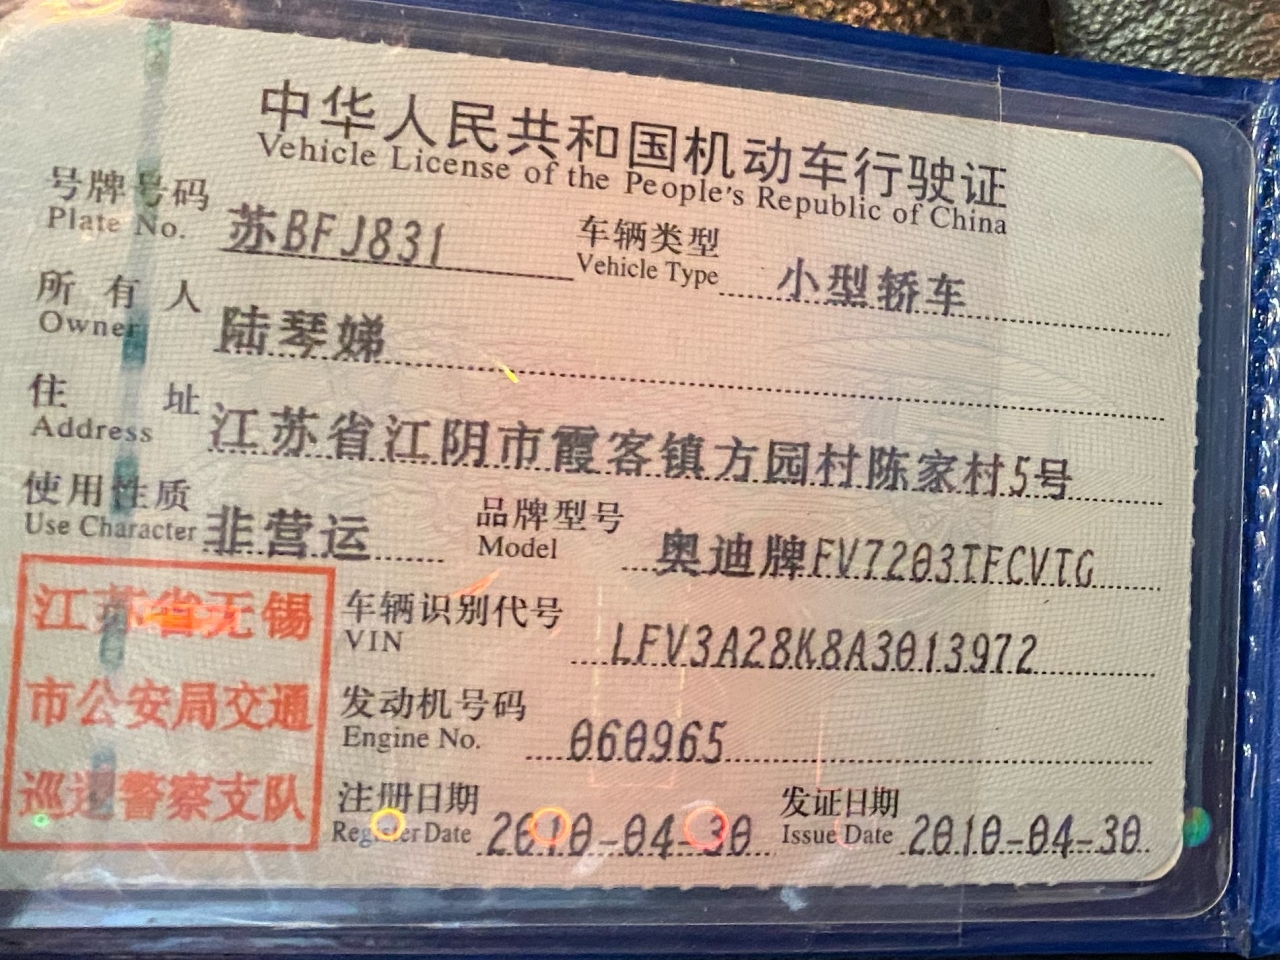 中华人民共和国机动车行驶证
Vehicle License of the People's Republic of China
号牌号码 苏BFJ831 车辆类型 小型轿车
Plate No. Vehicle Type
所有人 陆琴娣
Owner
住址 江苏省江阴市霞客镇方园村陈家村5号
Address
使用性质 非营运 品牌型号 奥迪牌FV7203TFCVTG
Use Character Model
江苏省无锡
市公安局交通
巡逻警察支队
车辆识别代号 LFV3A28K8A3013972
VIN
发动机号码 060965
Engine No.
注册日期 2010-04-30 发证日期 2010-04-30
Register Date Issue Date